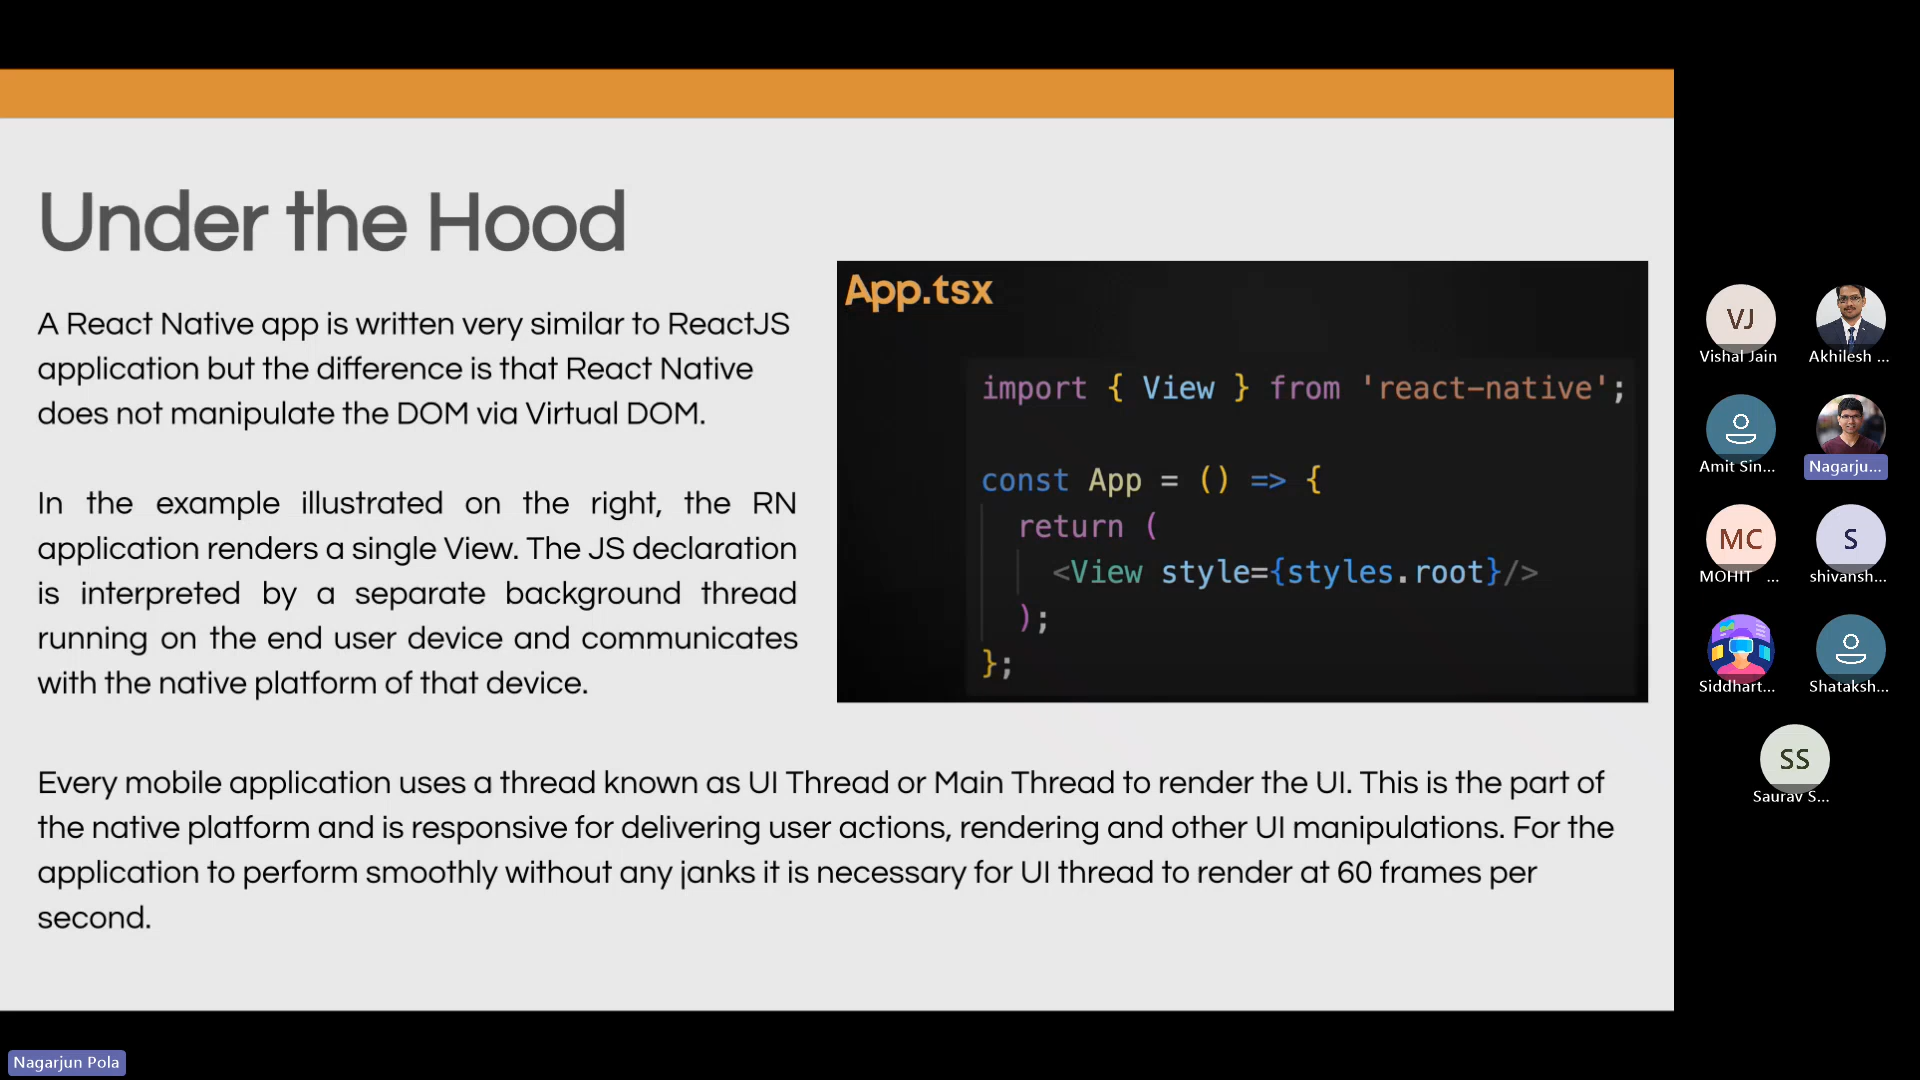 Under the Hood
A React Native app is written very similar to ReactJS
application but the difference is that React Native
does not manipulate the DOM via Virtual DOM.
In the example illustrated on the right, the RN
application renders a single View. The JS declaration
is interpreted by a separate background thread
running on the end user device and communicates
with the native platform of that device.
App.tsx
import { View } from 'react-native';
const App = () => {
return (
<View style={styles.root}/>
);
};
Every mobile application uses a thread known as UI Thread or Main Thread to render the UI. This is the part of
the native platform and is responsive for delivering user actions, rendering and other UI manipulations. For the
application to perform smoothly without any janks it is necessary for UI thread to render at 60 frames per
second.
VJ
Vishal Jain
Akhilesh ...
Amit Sin...
Nagarju...
MC
MOHIT ...
S
shivansh...
Siddhart...
Shataksh...
SS
Saurav S...
Nagarjun Pola